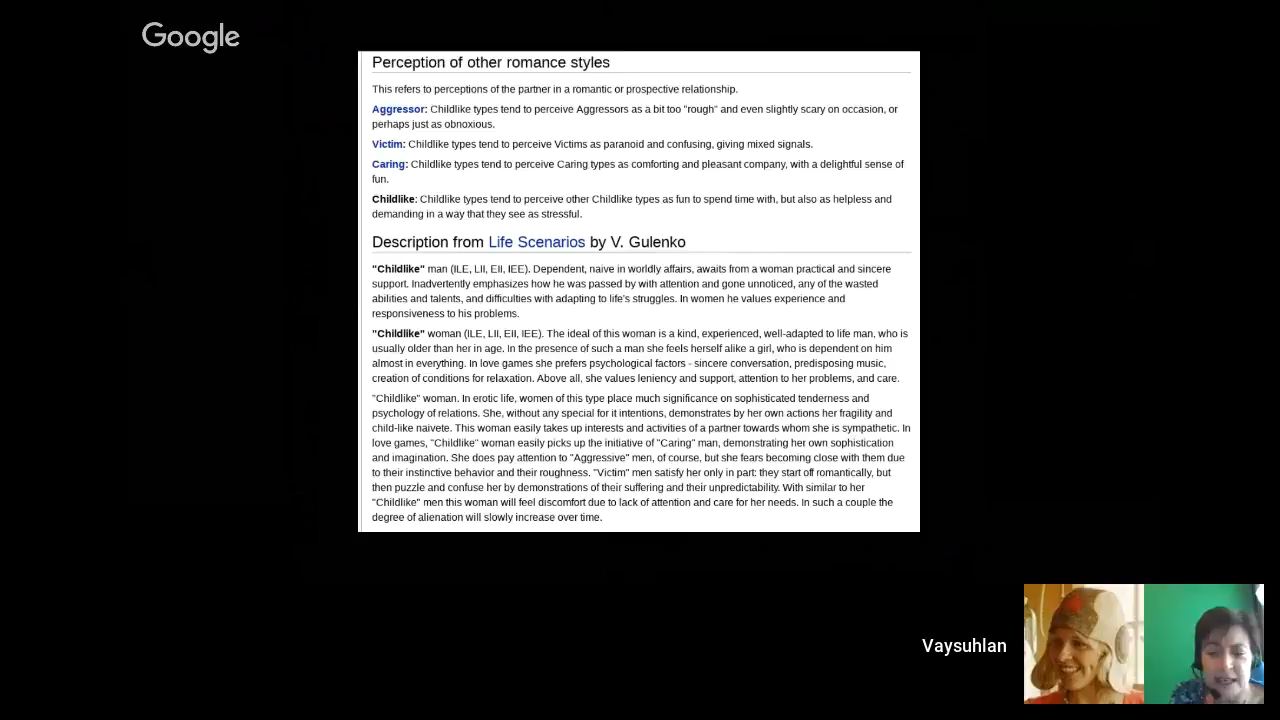 Google
Perception of other romance styles
This refers to perceptions of the partner in a romantic or prospective relationship.
Aggressor: Childlike types tend to perceive Aggressors as a bit too "rough" and even slightly scary on occasion, or
perhaps just as obnoxious.
Victim: Childlike types tend to perceive Victims as paranoid and confusing, giving mixed signals.
Caring: Childlike types tend to perceive Caring types as comforting and pleasant company, with a delightful sense of
fun.
Childlike: Childlike types tend to perceive other Childlike types as fun to spend time with, but also as helpless and
demanding in a way that they see as stressful.
Description from Life Scenarios by V. Gulenko
"Childlike" man (ILE, LII, EII, IEE). Dependent, naive in worldly affairs, awaits from a woman practical and sincere
support. Inadvertently emphasizes how he was passed by with attention and gone unnoticed, any of the wasted
abilities and talents, and difficulties with adapting to life's struggles. In women he values experience and
responsiveness to his problems.
"Childlike" woman (ILE, LII, EII, IEE). The ideal of this woman is a kind, experienced, well-adapted to life man, who is
usually older than her in age. In the presence of such a man she feels herself alike a girl, who is dependent on him
almost in everything. In love games she prefers psychological factors - sincere conversation, predisposing music,
creation of conditions for relaxation. Above all, she values leniency and support, attention to her problems, and care.
"Childlike" woman. In erotic life, women of this type place much significance on sophisticated tenderness and
psychology of relations. She, without any special for it intentions, demonstrates by her own actions her fragility and
child-like naivete. This woman easily takes up interests and activities of a partner towards whom she is sympathetic. In
love games, "Childlike" woman easily picks up the initiative of "Caring" man, demonstrating her own sophistication
and imagination. She does pay attention to "Aggressive" men, of course, but she fears becoming close with them due
to their instinctive behavior and their roughness. "Victim" men satisfy her only in part: they start off romantically, but
then puzzle and confuse her by demonstrations of their suffering and their unpredictability. With similar to her
"Childlike" men this woman will feel discomfort due to lack of attention and care for her needs. In such a couple the
degree of alienation will slowly increase over time.
Vaysuhlan